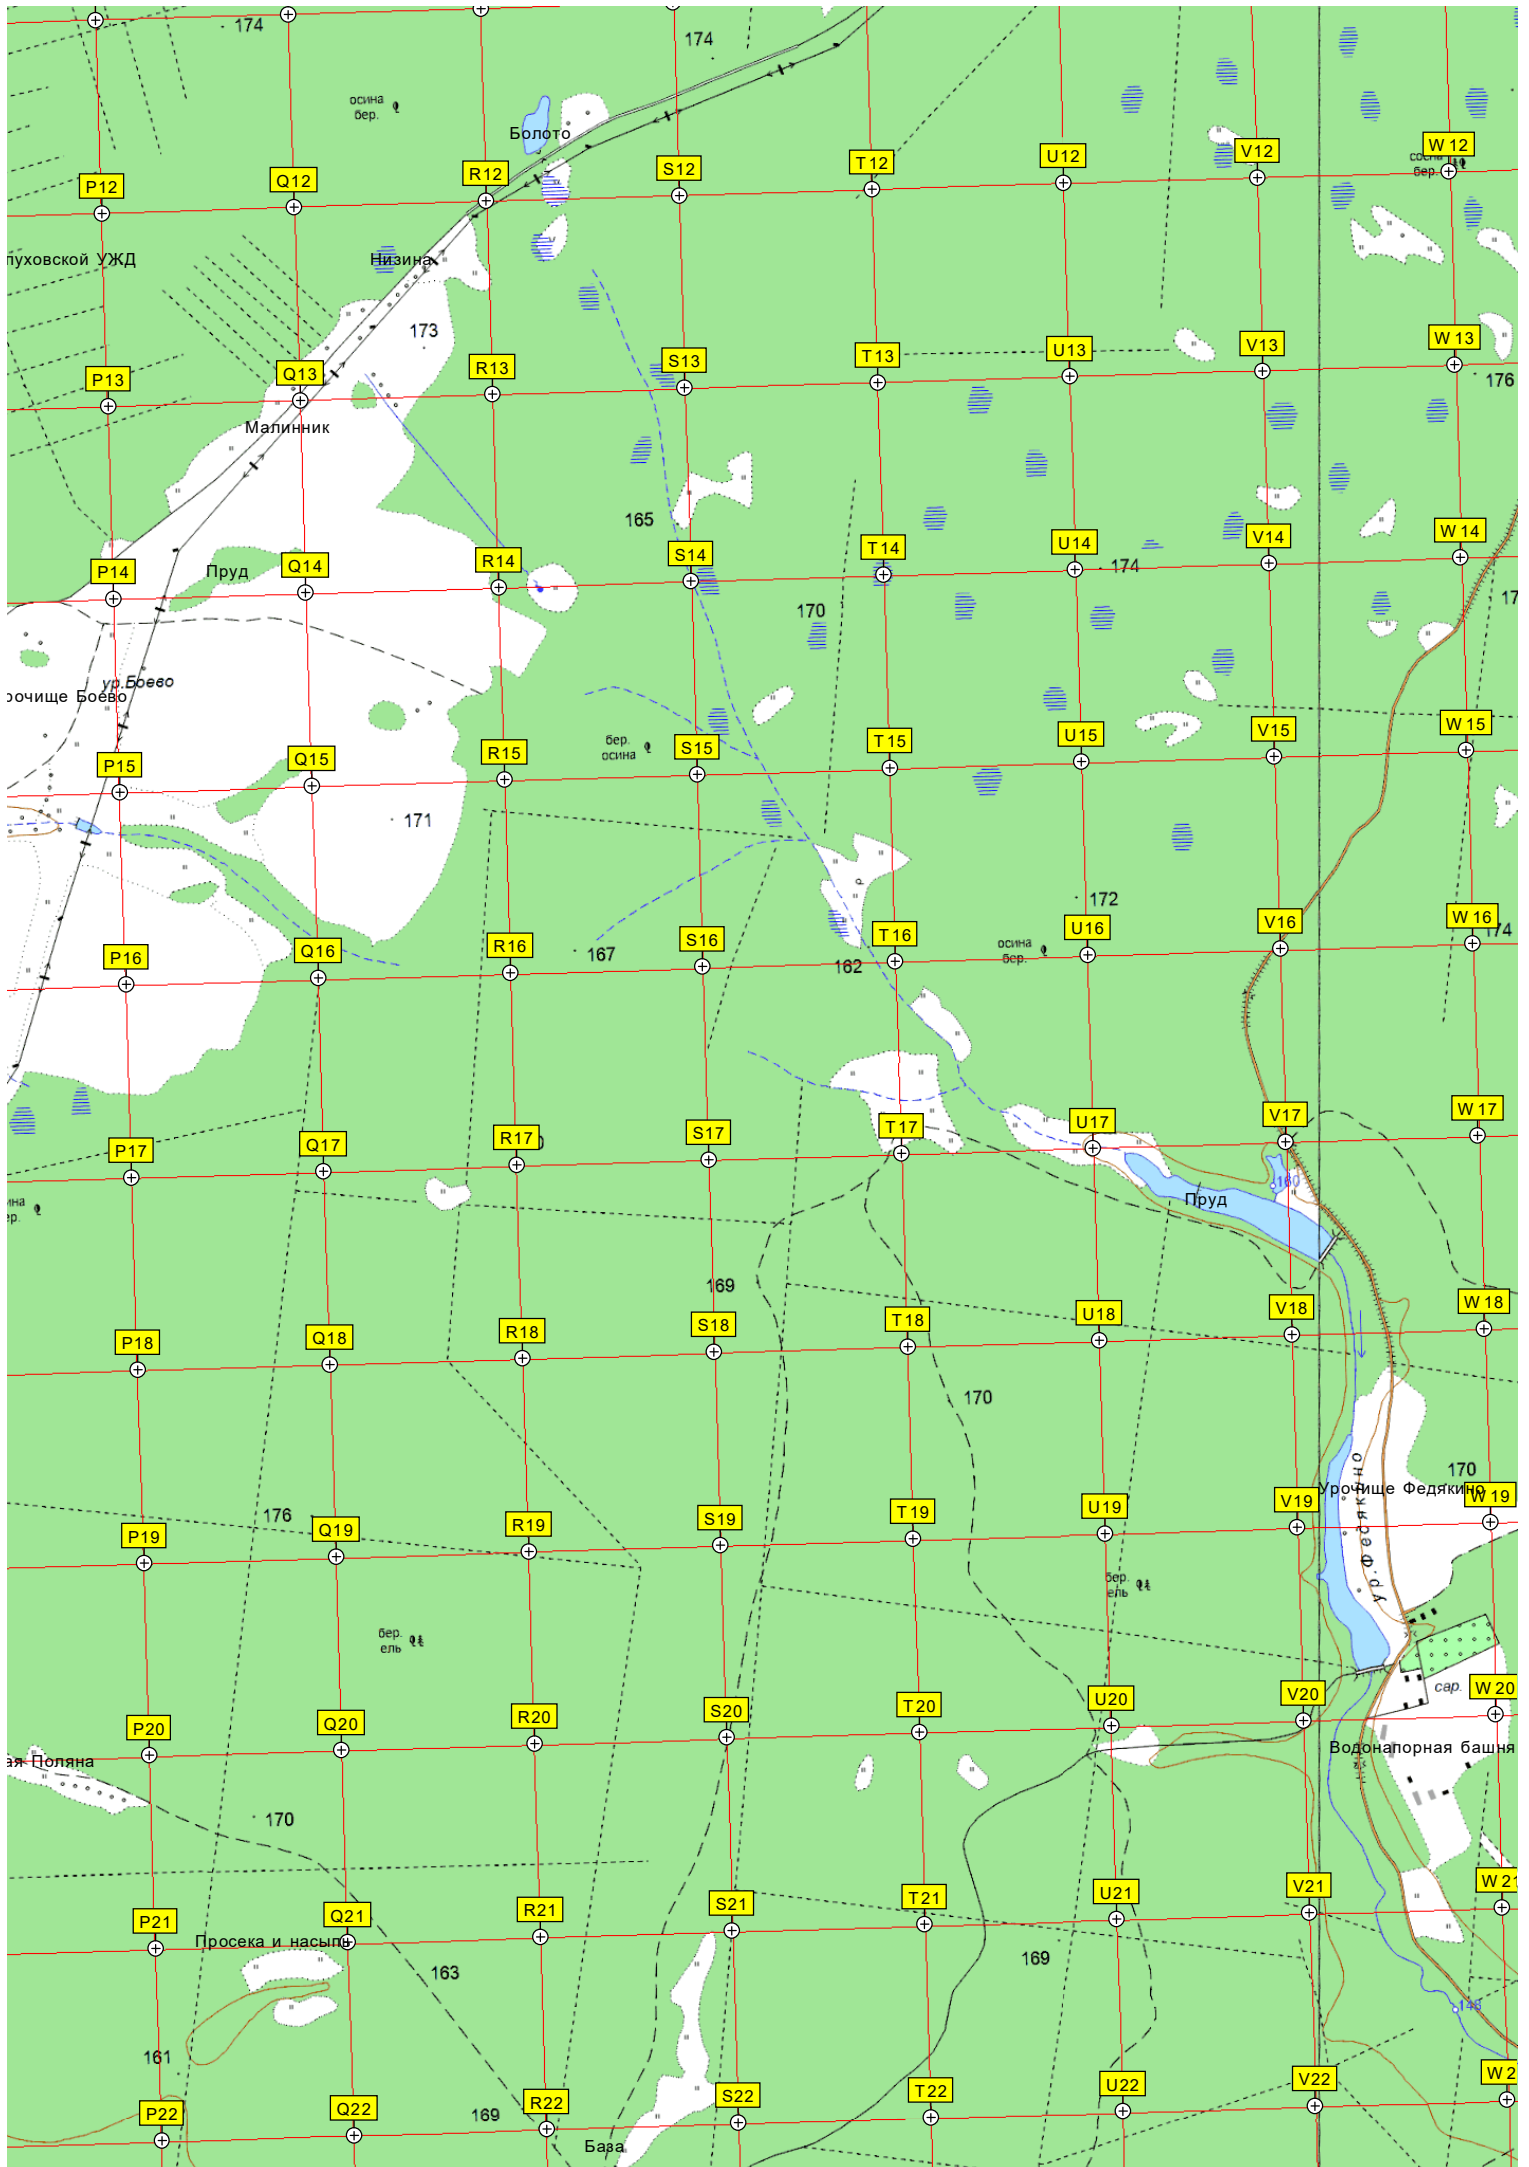 174
174
осина
бер.
Болото
P12
Q12
R12
S12
T12
U12
V12
W12
бер.
пуховской УЖД
Низина
173
P13
Q13
R13
S13
T13
U13
V13
W13
176
Малинник
165
P14
Q14
R14
S14
T14
U14
V14
W14
Пруд
174
170
17
ур.Боево
рочище Боево
P15
Q15
R15
S15
T15
U15
V15
W15
бер.
осина
171
172
P16
Q16
R16
S16
T16
U16
V16
W16
174
167
162
осина
бер.
P17
Q17
R17
S17
T17
U17
V17
W17
ина
ер.
160
Пруд
169
P18
Q18
R18
S18
T18
U18
V18
W18
170
170
ур.Федякино
Урочище Федякино
176
P19
Q19
R19
S19
T19
U19
V19
W19
бер.
ель
бер.
ель
сар.
P20
Q20
R20
S20
T20
U20
V20
W20
ая Поляна
Водонапорная башня
170
P21
Q21
R21
S21
T21
U21
V21
W21
Просека и насыпь
163
169
148
161
P22
Q22
R22
S22
T22
U22
V22
W2
169
База